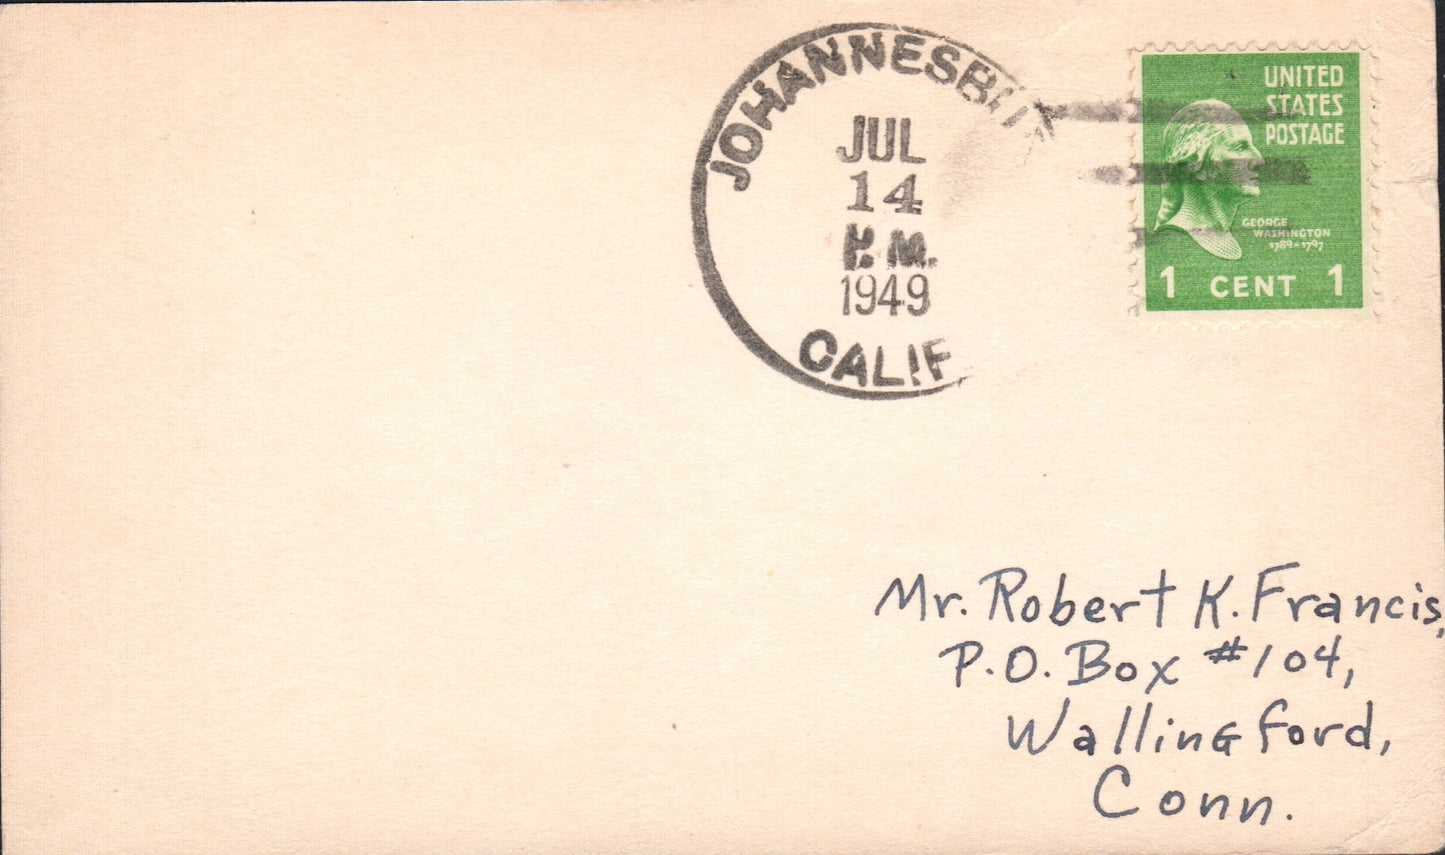 JOHANNESBUR
JUL
14
P.M.
1949
CALIF
UNITED
STATES
POSTAGE
GEORGE
WASHINGTON
1789-1797
1 CENT 1
Mr. Robert K. Francis,
P.O. Box #104,
Wallingford,
Conn.